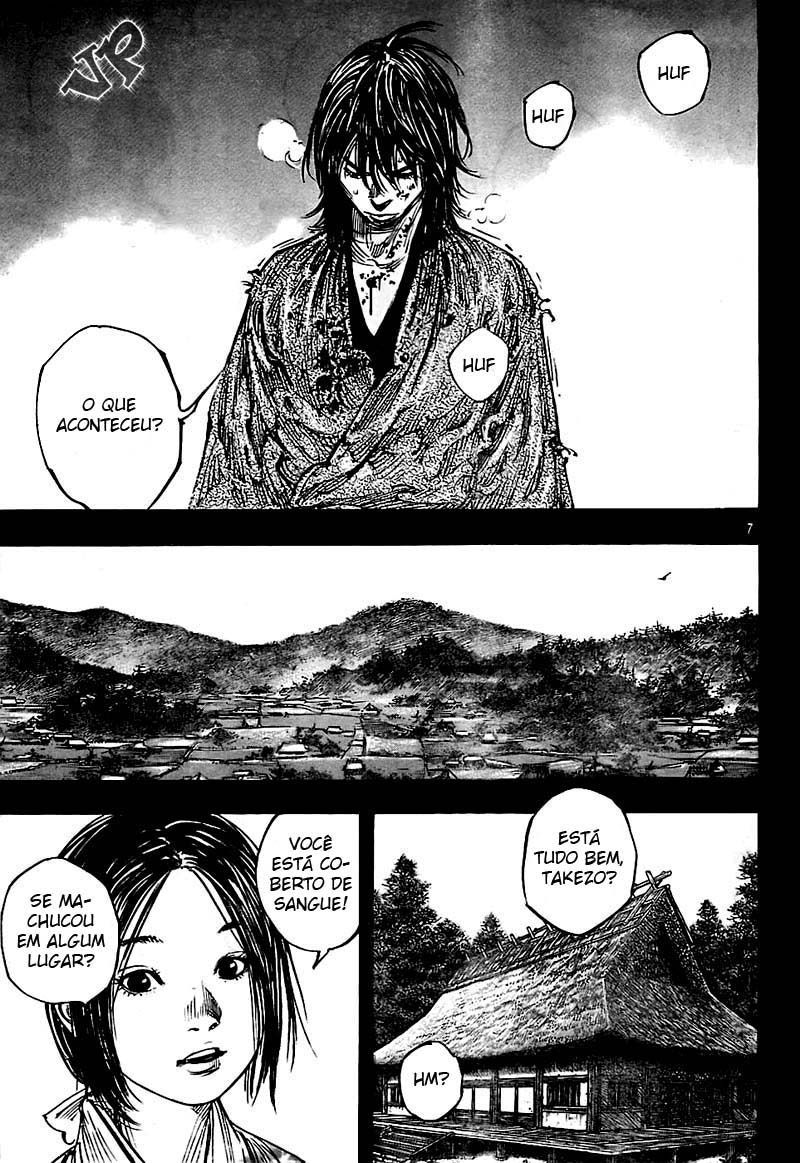 VP
HUF
HUF
HUF
O QUE
ACONTECEU?
7
ESTÁ
TUDO BEM,
TAKEZO?
HM?
VOCÊ
ESTÁ CO-
BERTO DE
SANGUE!
SE MA-
CHUCOU
EM ALGUM
LUGAR?